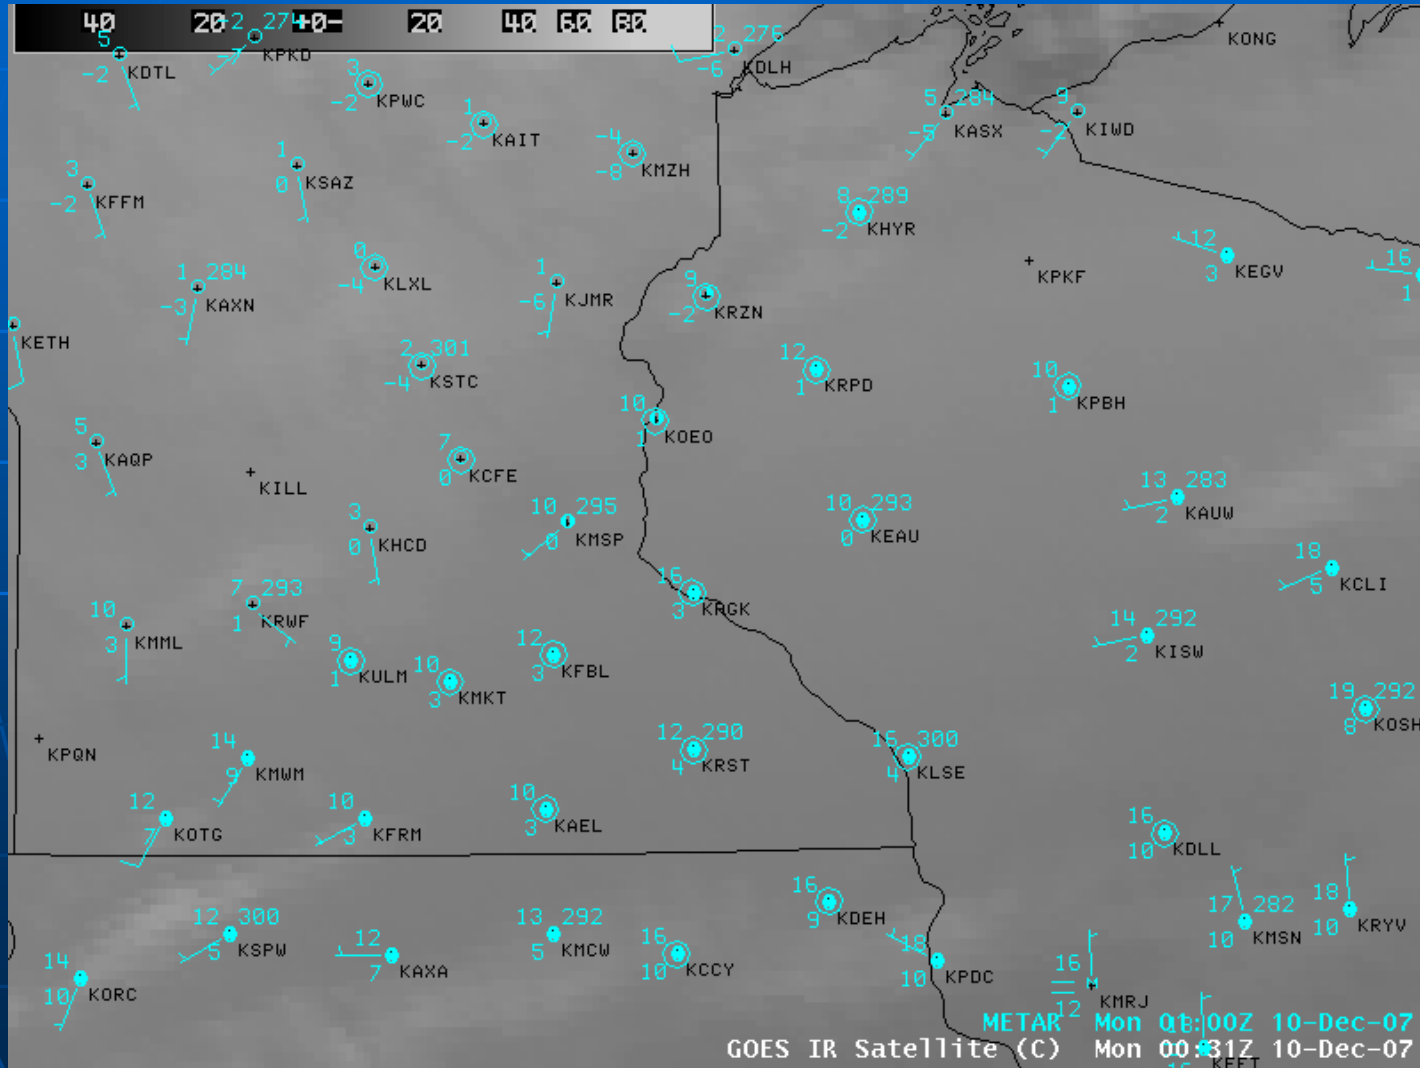 40 20 +0- 20 40 60 80
5 -2 KDTL
2 274 -7 KPKD
3 -2 KPWC
1 -2 KAIT
-4 -8 KMZH
2 276 -6 KDLH
KONG
5 284 -5 KASX
9 -2 KIWD
3 -2 KFFM
1 0 KSAZ
8 289 -2 KHYR
1 284 -3 KAXN
0 -4 KLXL
1 -6 KJMR
9 -2 KRZN
KPKF
12 3 KEGV
16 1
KETH
2 301 -4 KSTC
12 1 KRPD
10 1 KPBH
5 3 KAQP
KILL
7 0 KCFE
10 1 KOEO
3 0 KHCD
10 295 0 KMSP
10 293 0 KEAU
13 283 2 KAUW
18 5 KCLI
10 3 KMML
7 293 1 KRWF
16 3 KRGK
14 292 2 KISW
9 1 KULM
10 3 KMKT
12 3 KFBL
19 292 8 KOSH
KPQN
14 9 KMWM
12 290 4 KRST
16 300 4 KLSE
12 7 KOTG
10 3 KFRM
10 3 KAEL
16 10 KDLL
12 300 5 KSPW
12 7 KAXA
13 292 5 KMCW
16 10 KCCY
16 9 KDEH
18 10 KPDC
17 282 10 KMSN
18 10 KRYV
14 10 KORC
16 M 12 KMRJ
18 KEFT
METAR Mon 01:00Z 10-Dec-07
GOES IR Satellite (C) Mon 00:31Z 10-Dec-07